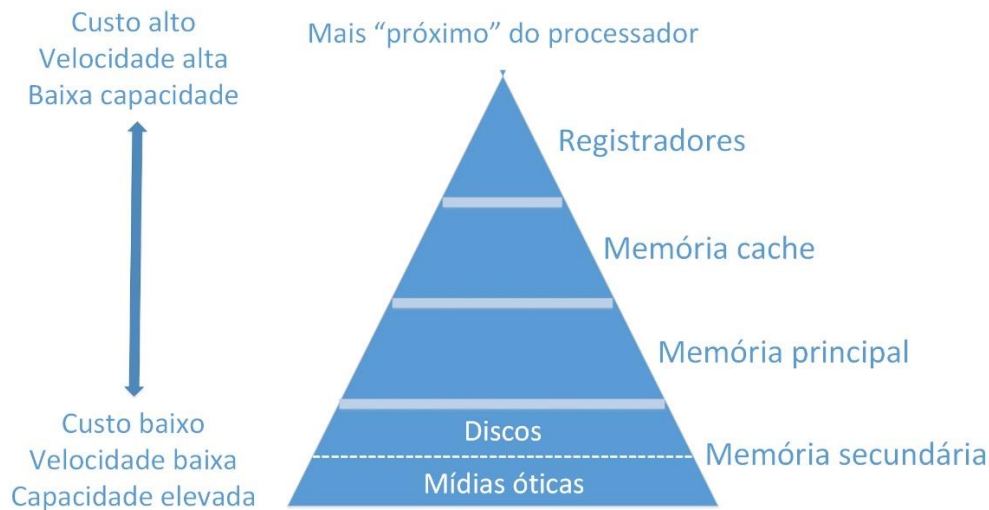 Custo alto
Velocidade alta
Baixa capacidade
Mais “próximo” do processador
Registradores
Memória cache
Memória principal
Custo baixo
Velocidade baixa
Capacidade elevada
Discos
Mídias óticas
Memória secundária